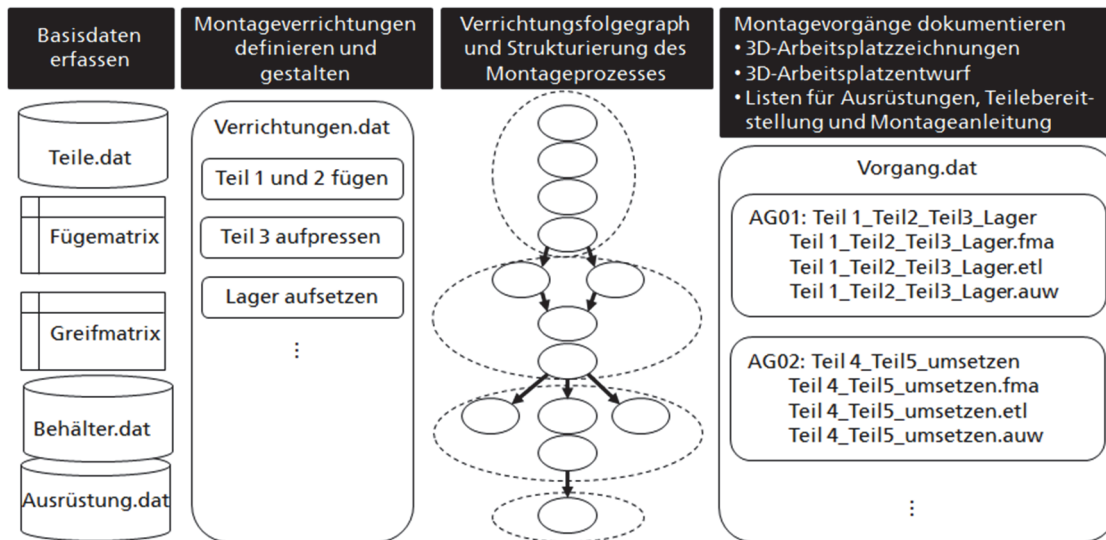 Basisdaten
erfassen
Teile.dat
Fügematrix
Greifmatrix
Behälter.dat
Ausrüstung.dat
Montageverrichtungen
definieren und
gestalten
Verrichtungen.dat
Teil 1 und 2 fügen
Teil 3 aufpressen
Lager aufsetzen
⋮
Verrichtungsfolgegraph
und Strukturierung des
Montageprozesses
Montagevorgänge dokumentieren
• 3D-Arbeitsplatzzeichnungen
• 3D-Arbeitsplatzentwurf
• Listen für Ausrüstungen, Teilebereit-
stellung und Montageanleitung
Vorgang.dat
AG01: Teil 1_Teil2_Teil3_Lager
Teil 1_Teil2_Teil3_Lager.fma
Teil 1_Teil2_Teil3_Lager.etl
Teil 1_Teil2_Teil3_Lager.auw
AG02: Teil 4_Teil5_umsetzen
Teil 4_Teil5_umsetzen.fma
Teil 4_Teil5_umsetzen.etl
Teil 4_Teil5_umsetzen.auw
⋮